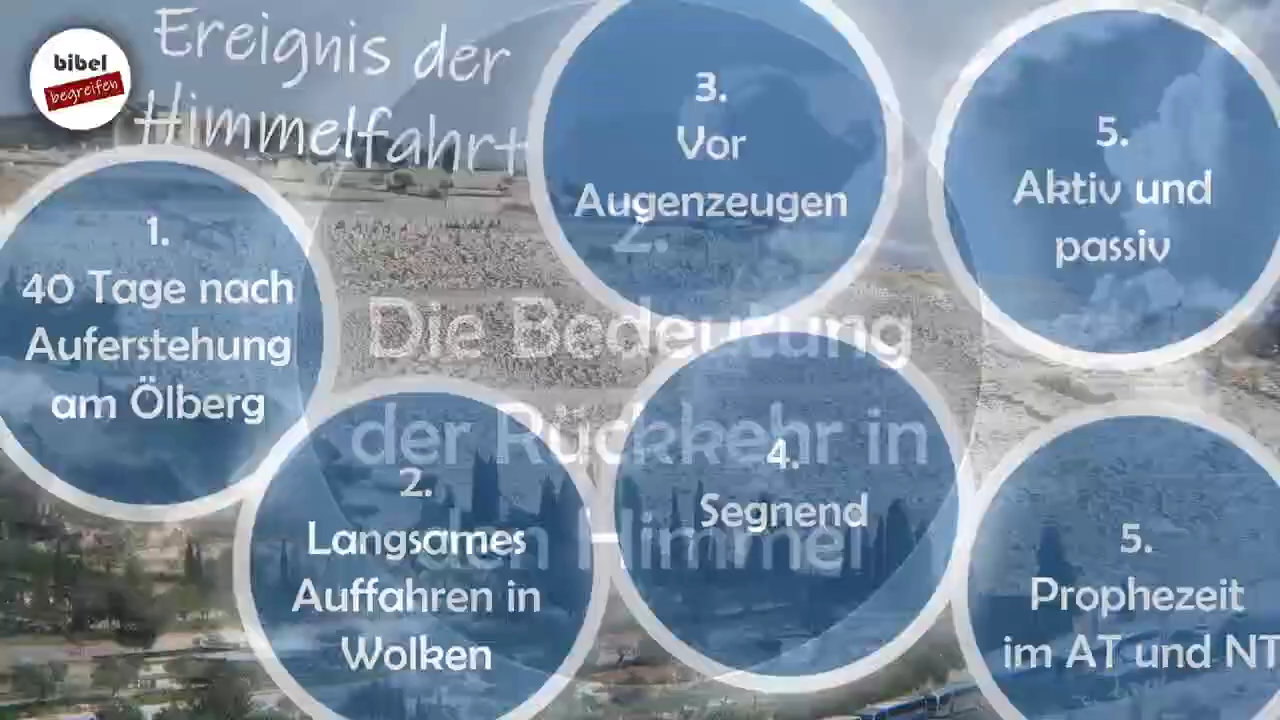 bibel
begreifen
Ereignis der
Himmelfahrt
1.
40 Tage nach
Auferstehung
am Ölberg
2.
Langsames
Auffahren in
Wolken
3.
Vor
Augenzeugen
4.
Segnend
5.
Aktiv und
passiv
5.
Prophezeit
im AT und NT
2.
Die Bedeutung
der Rückkehr in
den Himmel